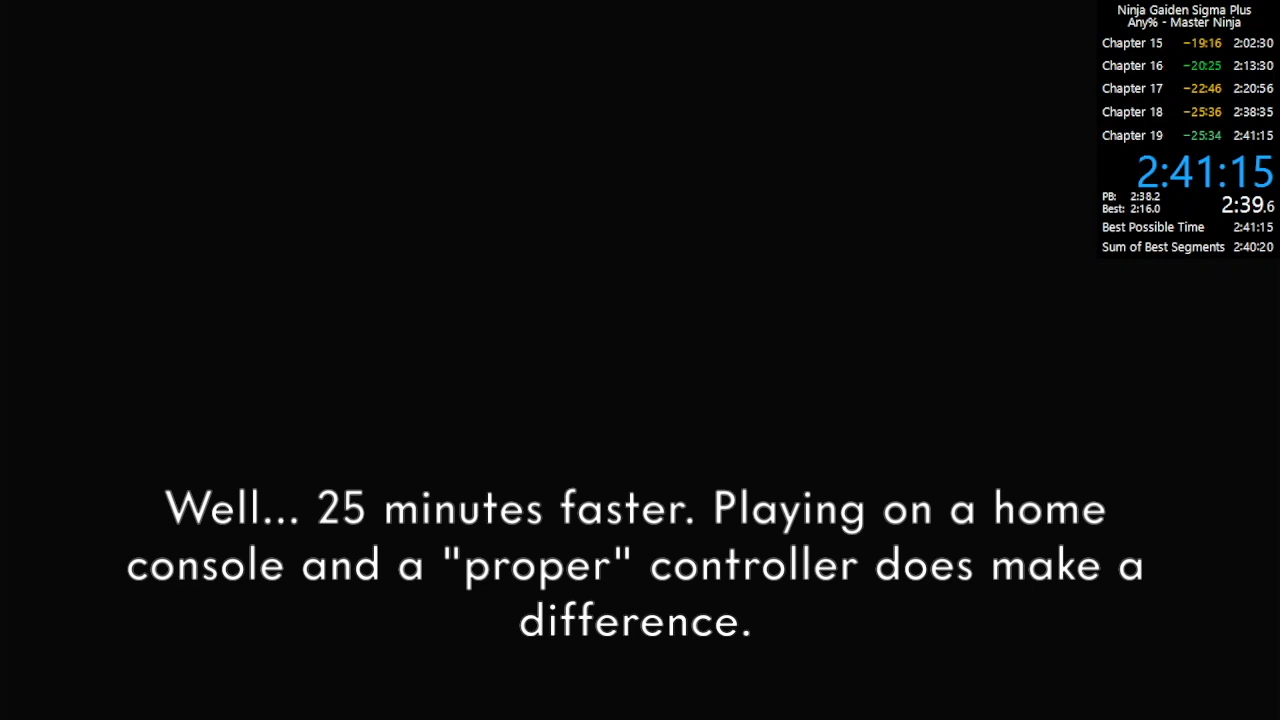 Ninja Gaiden Sigma Plus
Any% - Master Ninja
Chapter 15 −19:16 2:02:30
Chapter 16 −20:25 2:13:30
Chapter 17 −22:46 2:20:56
Chapter 18 −25:36 2:38:35
Chapter 19 −25:34 2:41:15
2:41:15
PB: 2:38.2
Best: 2:16.0
2:39.6
Best Possible Time 2:41:15
Sum of Best Segments 2:40:20
Well... 25 minutes faster. Playing on a home
console and a "proper" controller does make a
difference.